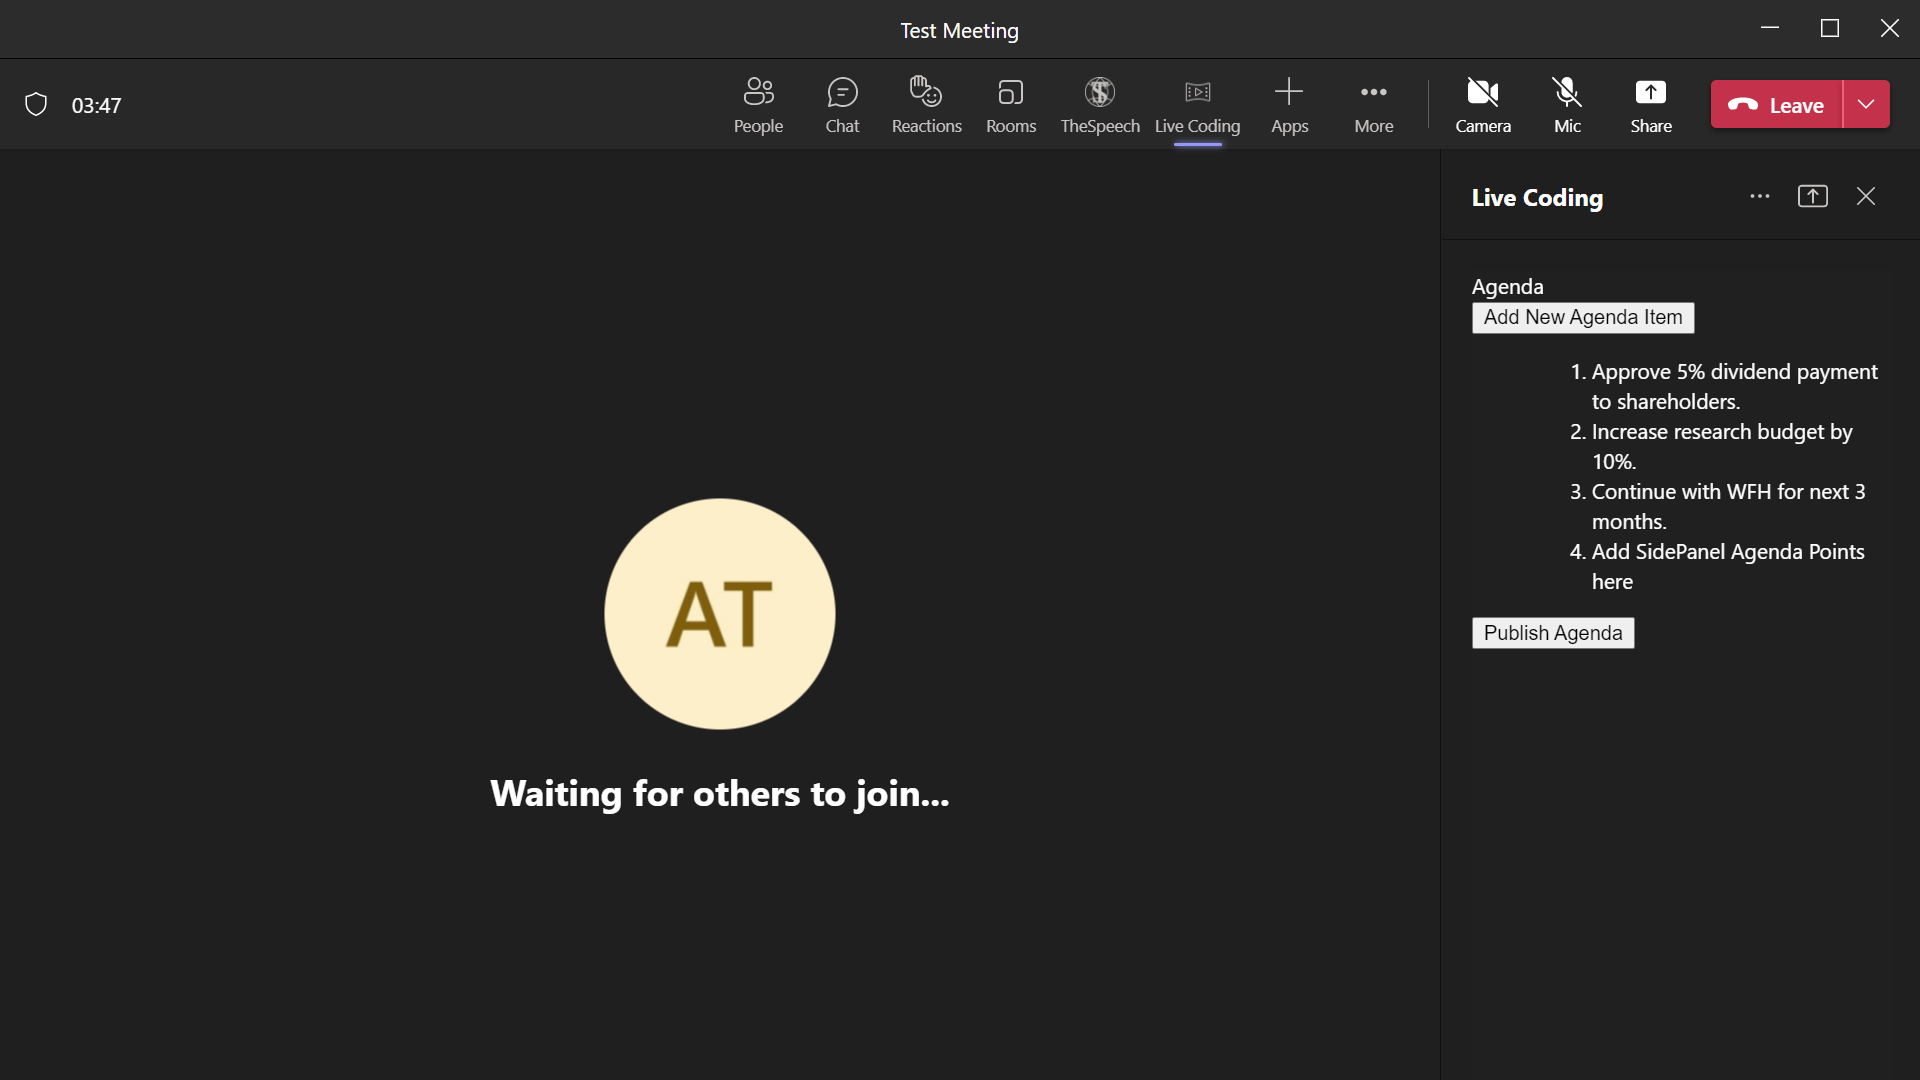 Test Meeting
03:47
People
Chat
Reactions
Rooms
TheSpeech
Live Coding
Apps
More
Camera
Mic
Share
Leave
Live Coding
Agenda
Add New Agenda Item
1. Approve 5% dividend payment
to shareholders.
2. Increase research budget by
10%.
3. Continue with WFH for next 3
months.
4. Add SidePanel Agenda Points
here
Publish Agenda
AT
Waiting for others to join...